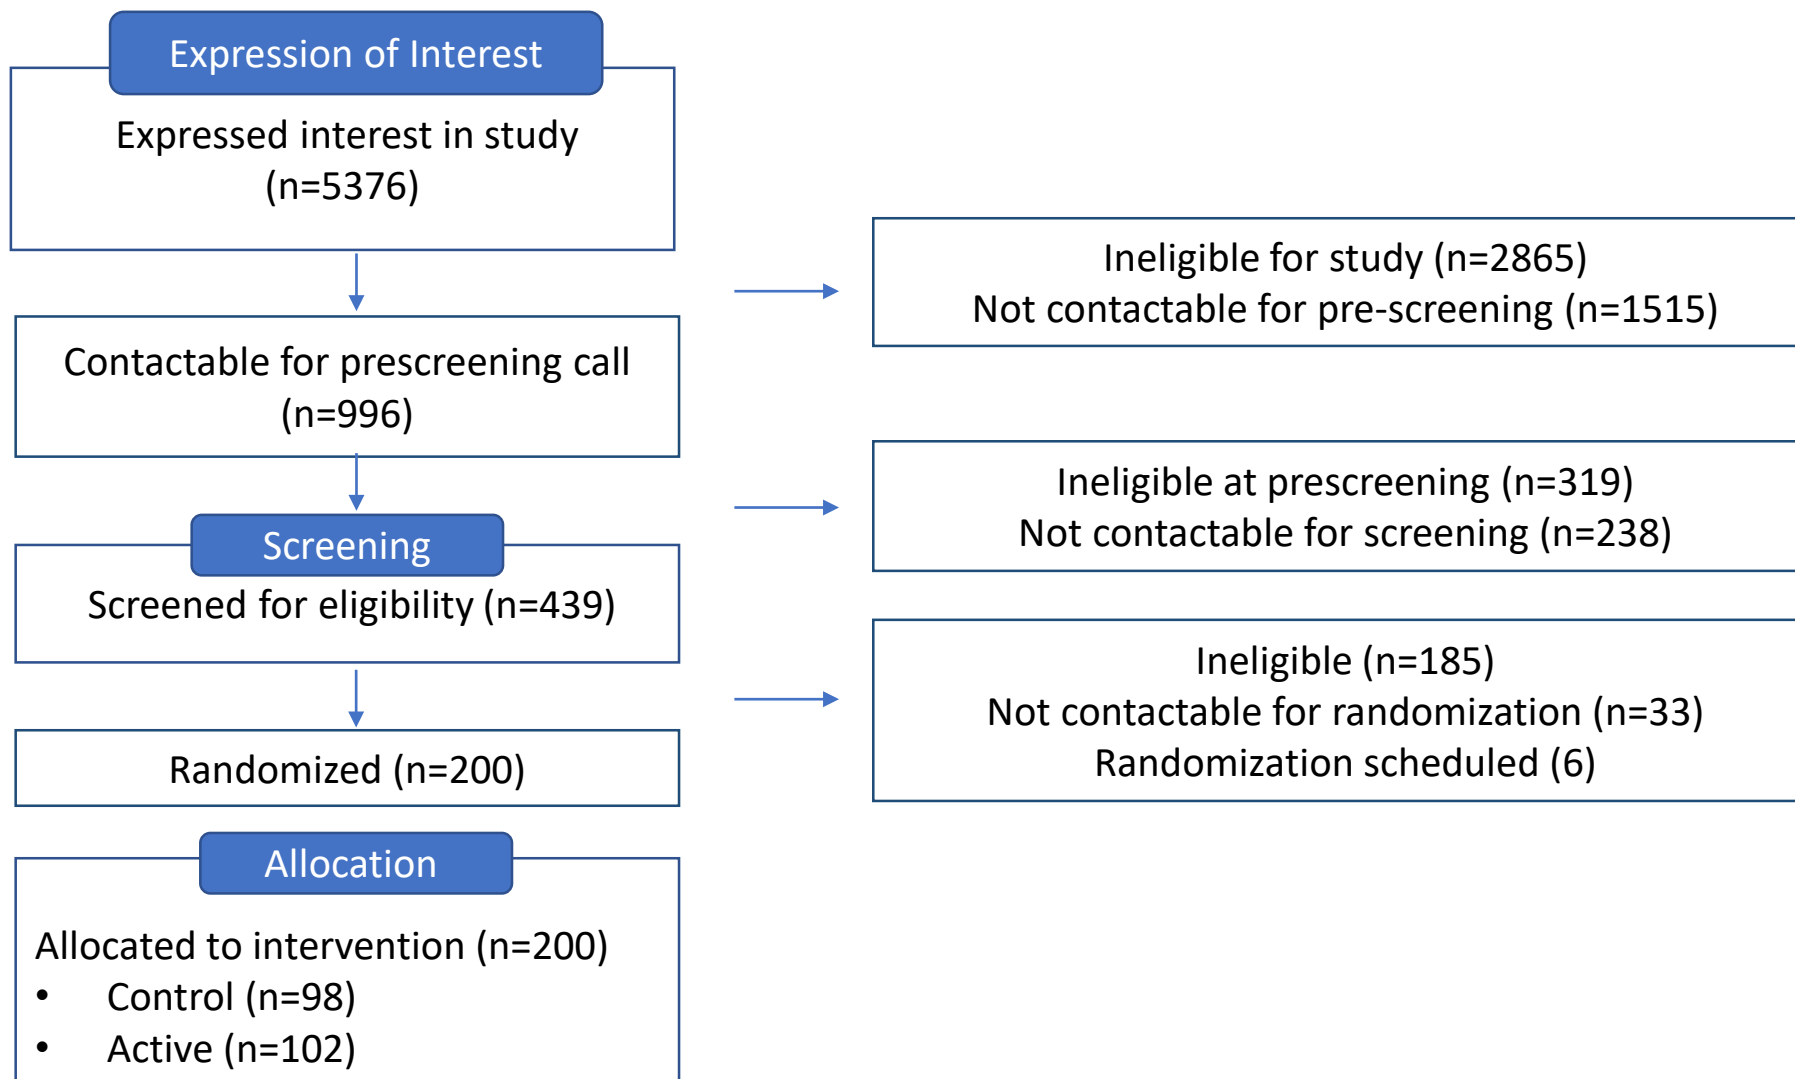 Expression of Interest
Expressed interest in study
(n=5376)
Ineligible for study (n=2865)
Not contactable for pre-screening (n=1515)
Contactable for prescreening call
(n=996)
Ineligible at prescreening (n=319)
Not contactable for screening (n=238)
Screening
Screened for eligibility (n=439)
Ineligible (n=185)
Not contactable for randomization (n=33)
Randomization scheduled (6)
Randomized (n=200)
Allocation
Allocated to intervention (n=200)
• Control (n=98)
• Active (n=102)